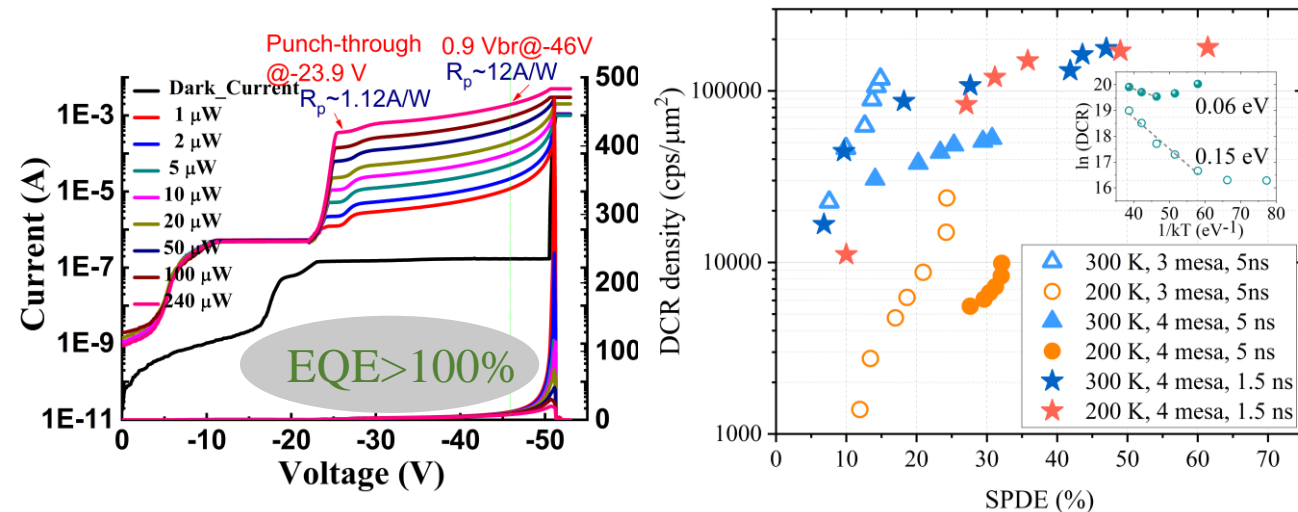 Punch-through
@-23.9 V
0.9 Vbr@-46V
Rp~1.12A/W
Rp~12A/W
Dark_Current
1 μW
2 μW
5 μW
10 μW
20 μW
50 μW
100 μW
240 μW
1E-3
1E-5
1E-7
1E-9
1E-11
Current (A)
500
400
300
200
100
0
EQE>100%
0 -10 -20 -30 -40 -50
Voltage (V)
DCR density (cps/μm²)
100000
10000
1000
20
19
18
17
16
ln (DCR)
0.06 eV
0.15 eV
40 50 60 70 80
1/kT (eV⁻¹)
300 K, 3 mesa, 5ns
200 K, 3 mesa, 5ns
300 K, 4 mesa, 5 ns
200 K, 4 mesa, 5 ns
300 K, 4 mesa, 1.5 ns
200 K, 4 mesa, 1.5 ns
0 10 20 30 40 50 60 70
SPDE (%)